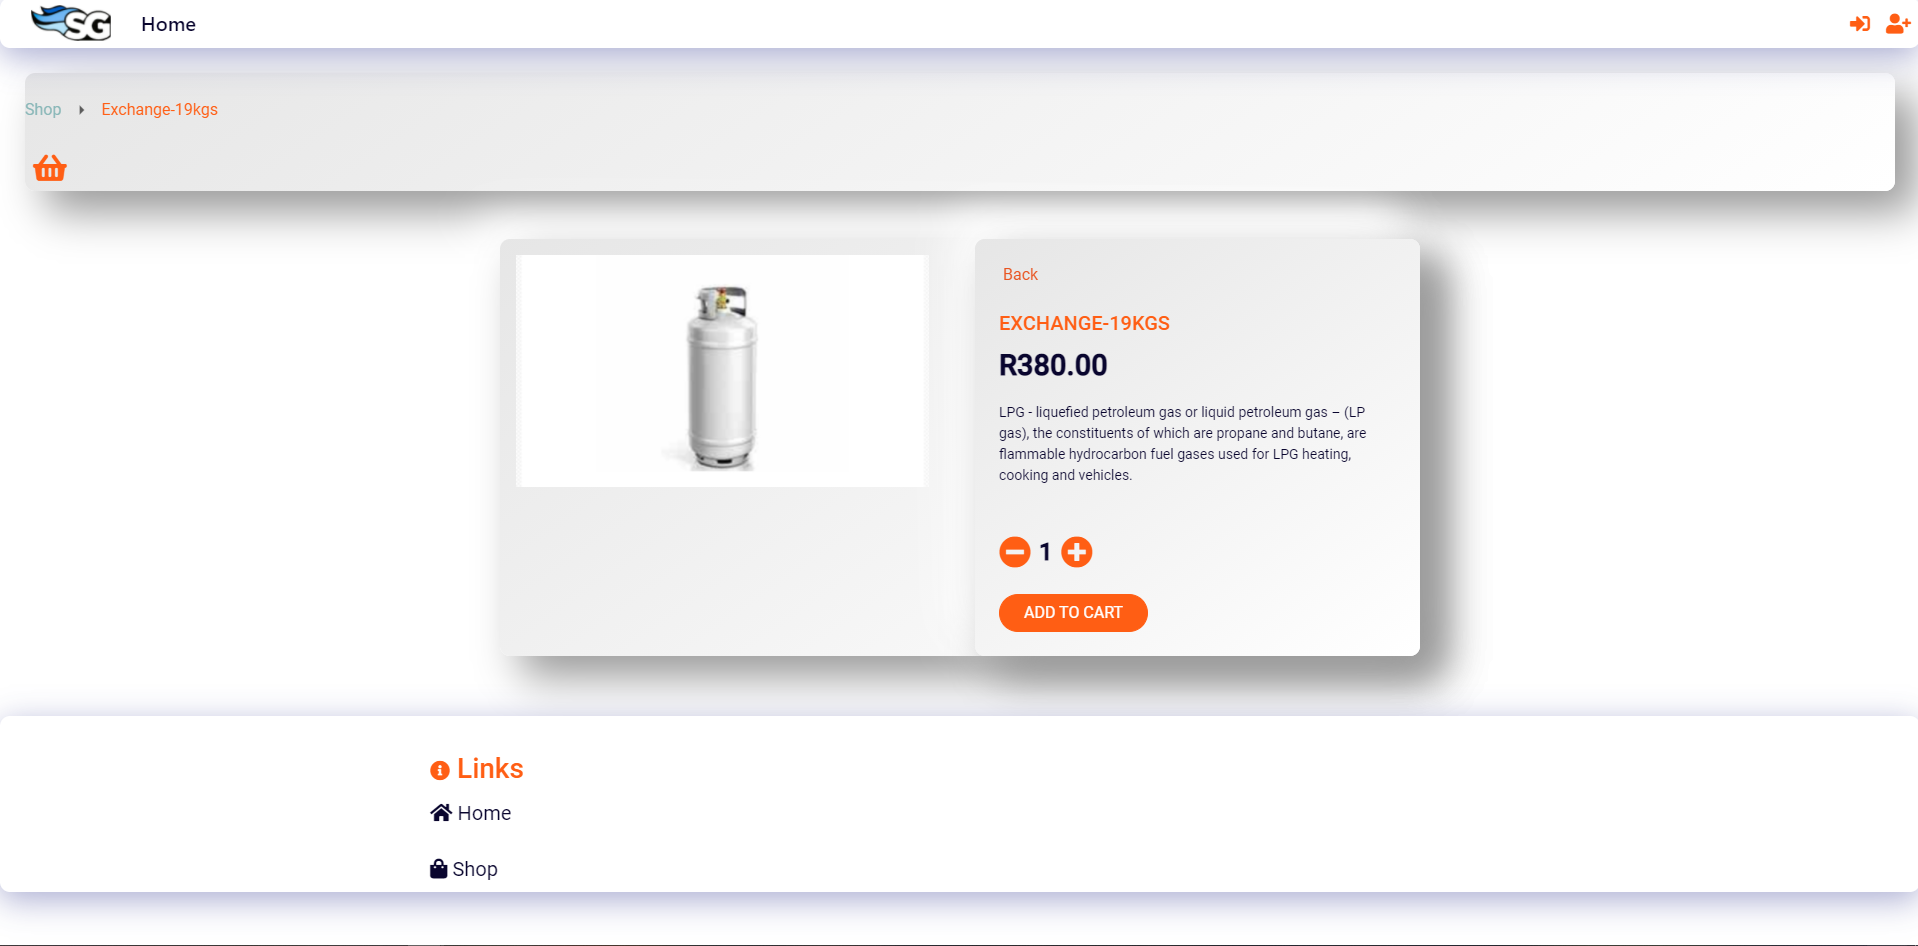 SG
Home
Shop
Exchange-19kgs
Back
EXCHANGE-19KGS
R380.00
LPG - liquefied petroleum gas or liquid petroleum gas – (LP
gas), the constituents of which are propane and butane, are
flammable hydrocarbon fuel gases used for LPG heating,
cooking and vehicles.
1
ADD TO CART
Links
Home
Shop